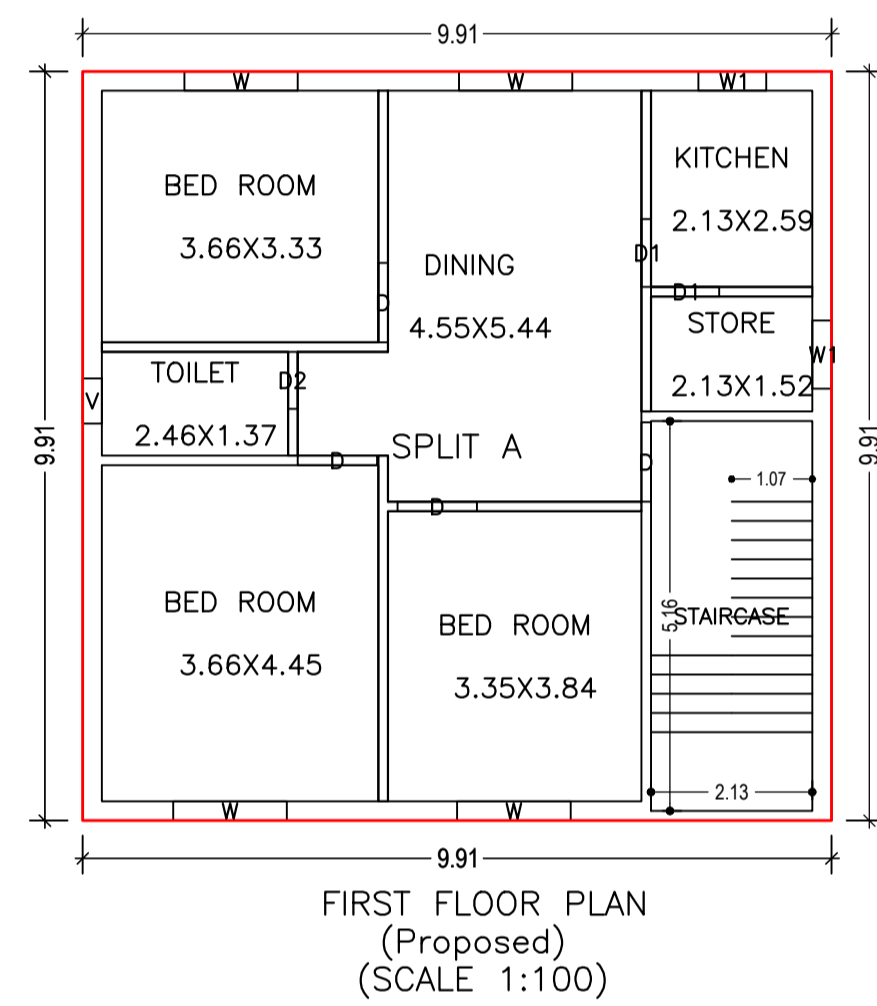 9.91
W
W
W1
KITCHEN
2.13X2.59
BED ROOM
3.66X3.33
D1
DINING
4.55X5.44
D
D1
STORE
2.13X1.52
W1
TOILET
2.46X1.37
D2
V
9.91
9.91
SPLIT A
D
D
D
1.07
BED ROOM
3.66X4.45
BED ROOM
3.35X3.84
5.16
STAIRCASE
2.13
W
W
9.91
FIRST FLOOR PLAN
(Proposed)
(SCALE 1:100)